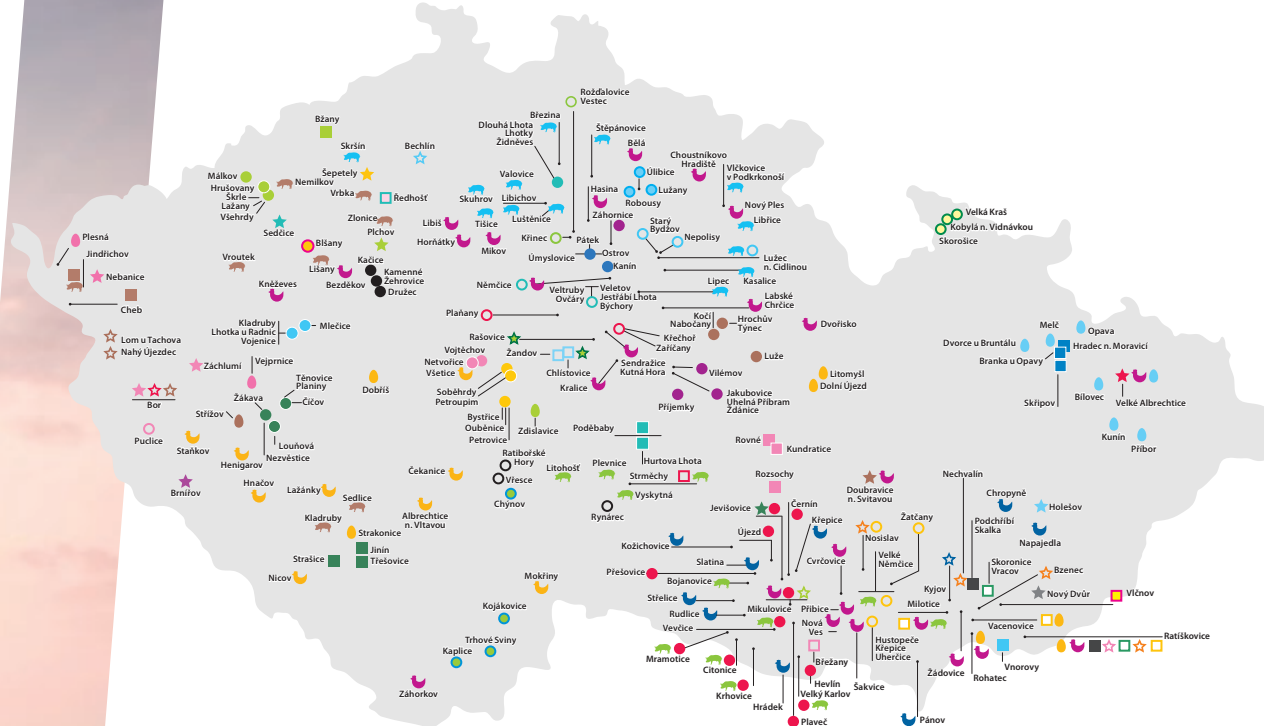 Rožďalovice
Vestec
Březina
Dlouhá Lhota
Lhotky
Židněves
Štěpánovice
Bžany
Skršín
Bechlín
Bělá
Choustníkovo
Hradiště
Vlčkovice
v Podkrkonoší
Málkov
Hrušovany
Škrle
Lažany
Všehrdy
Nemilkov
Šepetely
Vrbka
Ředhošť
Valovice
Skuhrov
Libichov
Luštěnice
Tišice
Úlibice
Lužany
Robousy
Hasina
Záhornice
Nový Ples
Libřice
Sedčice
Zlonice
Plchov
Libiš
Horňátky
Mikov
Křinec
Pátek
Úmyslovice
Ostrov
Kanín
Starý
Bydžov
Nepolisy
Lužec
n. Cidlinou
Velká Kraš
Kobylá n. Vidnávkou
Skorošice
Plesná
Jindřichov
Nebanice
Cheb
Blšany
Vroutek
Lišany
Kněževes
Kačice
Bezděkov
Kamenné
Žehrovice
Družec
Němčice
Veltruby
Ovčáry
Veletov
Jestřábí Lhota
Býchory
Lipec
Kasalice
Labské
Chrčice
Plaňany
Kočí
Nabočany
Hrochův
Týnec
Dvořisko
Lom u Tachova
Nahý Újezdec
Kladruby
Lhotka u Radnic
Vojenice
Mlečice
Rašovice
Vojtěchov
Netvořice
Všetice
Žandov
Chlístovice
Křečhoř
Zaříčany
Sendražice
Kutná Hora
Kralice
Luže
Vilémov
Melč
Opava
Dvorce u Bruntálu
Hradec n. Moravicí
Branka u Opavy
Záchlumí
Vejprnice
Těnovice
Planiny
Čičov
Žákava
Bor
Střížov
Dobříš
Soběhrdy
Petroupim
Bystřice
Ouběnice
Petrovice
Zdislavice
Příjemky
Jakubovice
Uhelná Příbram
Ždánice
Litomyšl
Dolní Újezd
Škřipov
Bílovec
Velké Albrechtice
Kunín
Příbor
Puclice
Staňkov
Henigarov
Louňová
Nezvěstice
Poděbaby
Hurtova Lhota
Rovné
Kundratice
Brnířov
Hnačov
Lažánky
Čekanice
Ratibořské
Hory
Vřesce
Chýnov
Litohošť
Plevnice
Strměchy
Vyskytná
Rynárec
Rozsochy
Doubravice
n. Svitavou
Nechvalín
Chropyně
Holešov
Napajedla
Sedlice
Kladruby
Strakonice
Albrechtice
n. Vltavou
Strašice
Jinín
Třešovice
Nicov
Jevišovice
Černín
Křepice
Újezd
Kožichovice
Slatina
Cvrčovice
Nosislav
Velké
Němčice
Žatčany
Podchřibí
Skalka
Skoronice
Vracov
Bzenec
Kyjov
Nový Dvůr
Vlčnov
Přešovice
Bojanovice
Střelice
Rudlice
Vevčice
Mikulovice
Přibice
Nová
Ves
Milotice
Vacenovice
Ratíškovice
Mokřiny
Kojákovice
Trhové Sviny
Kaplice
Záhorkov
Mramotice
Citonice
Krhovice
Hrádek
Břežany
Hevlín
Velký Karlov
Plaveč
Šakvice
Hustopeče
Křepice
Uherčice
Žádovice
Rohatec
Vnorovy
Pánov